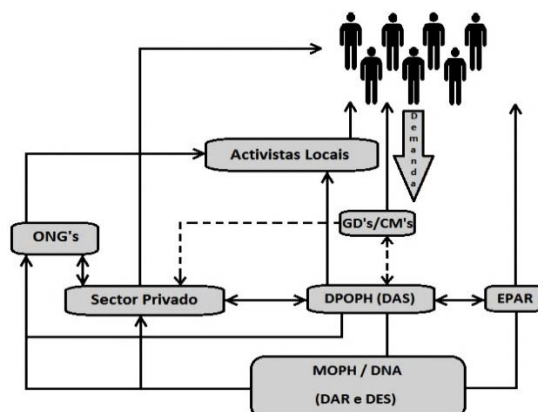 Demanda
Activistas Locais
GD's/CM's
ONG's
Sector Privado
DPOPH (DAS)
EPAR
MOPH / DNA
(DAR e DES)